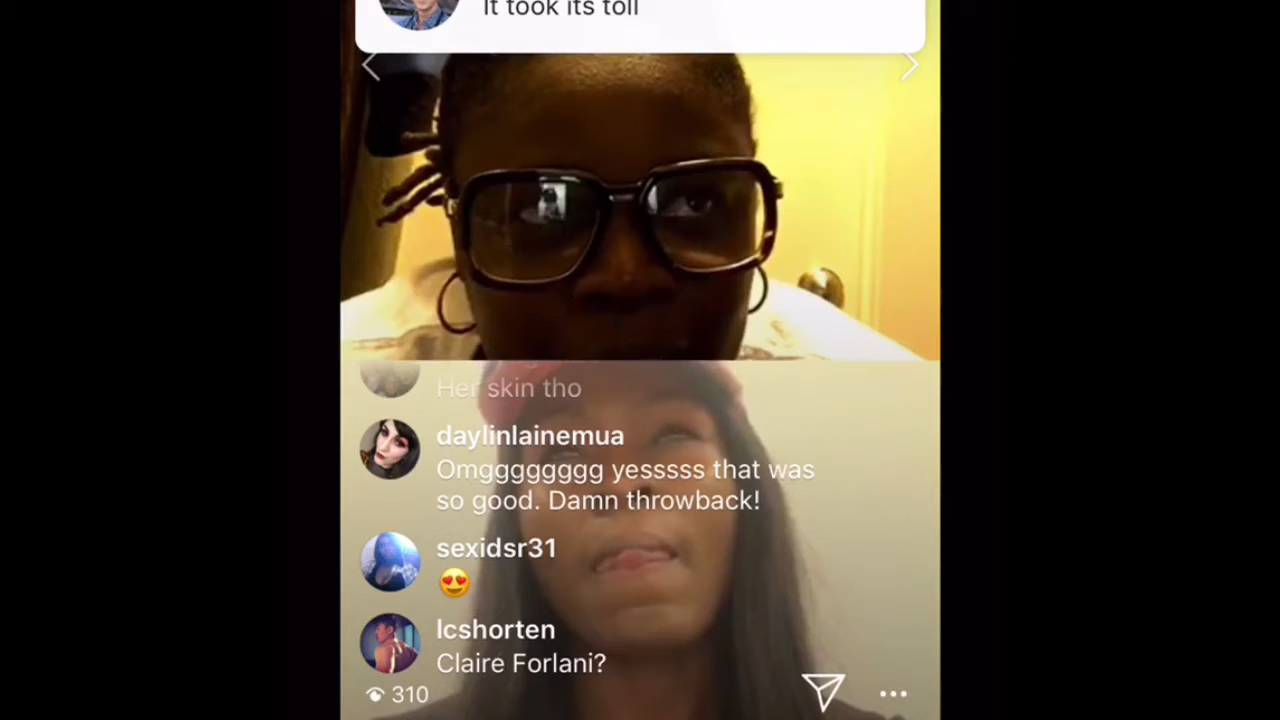 It took its toll
Her skin tho
daylinlainemua
Omgggggggg yesssss that was
so good. Damn throwback!
sexidsr31
😍
lcshorten
Claire Forlani?
310